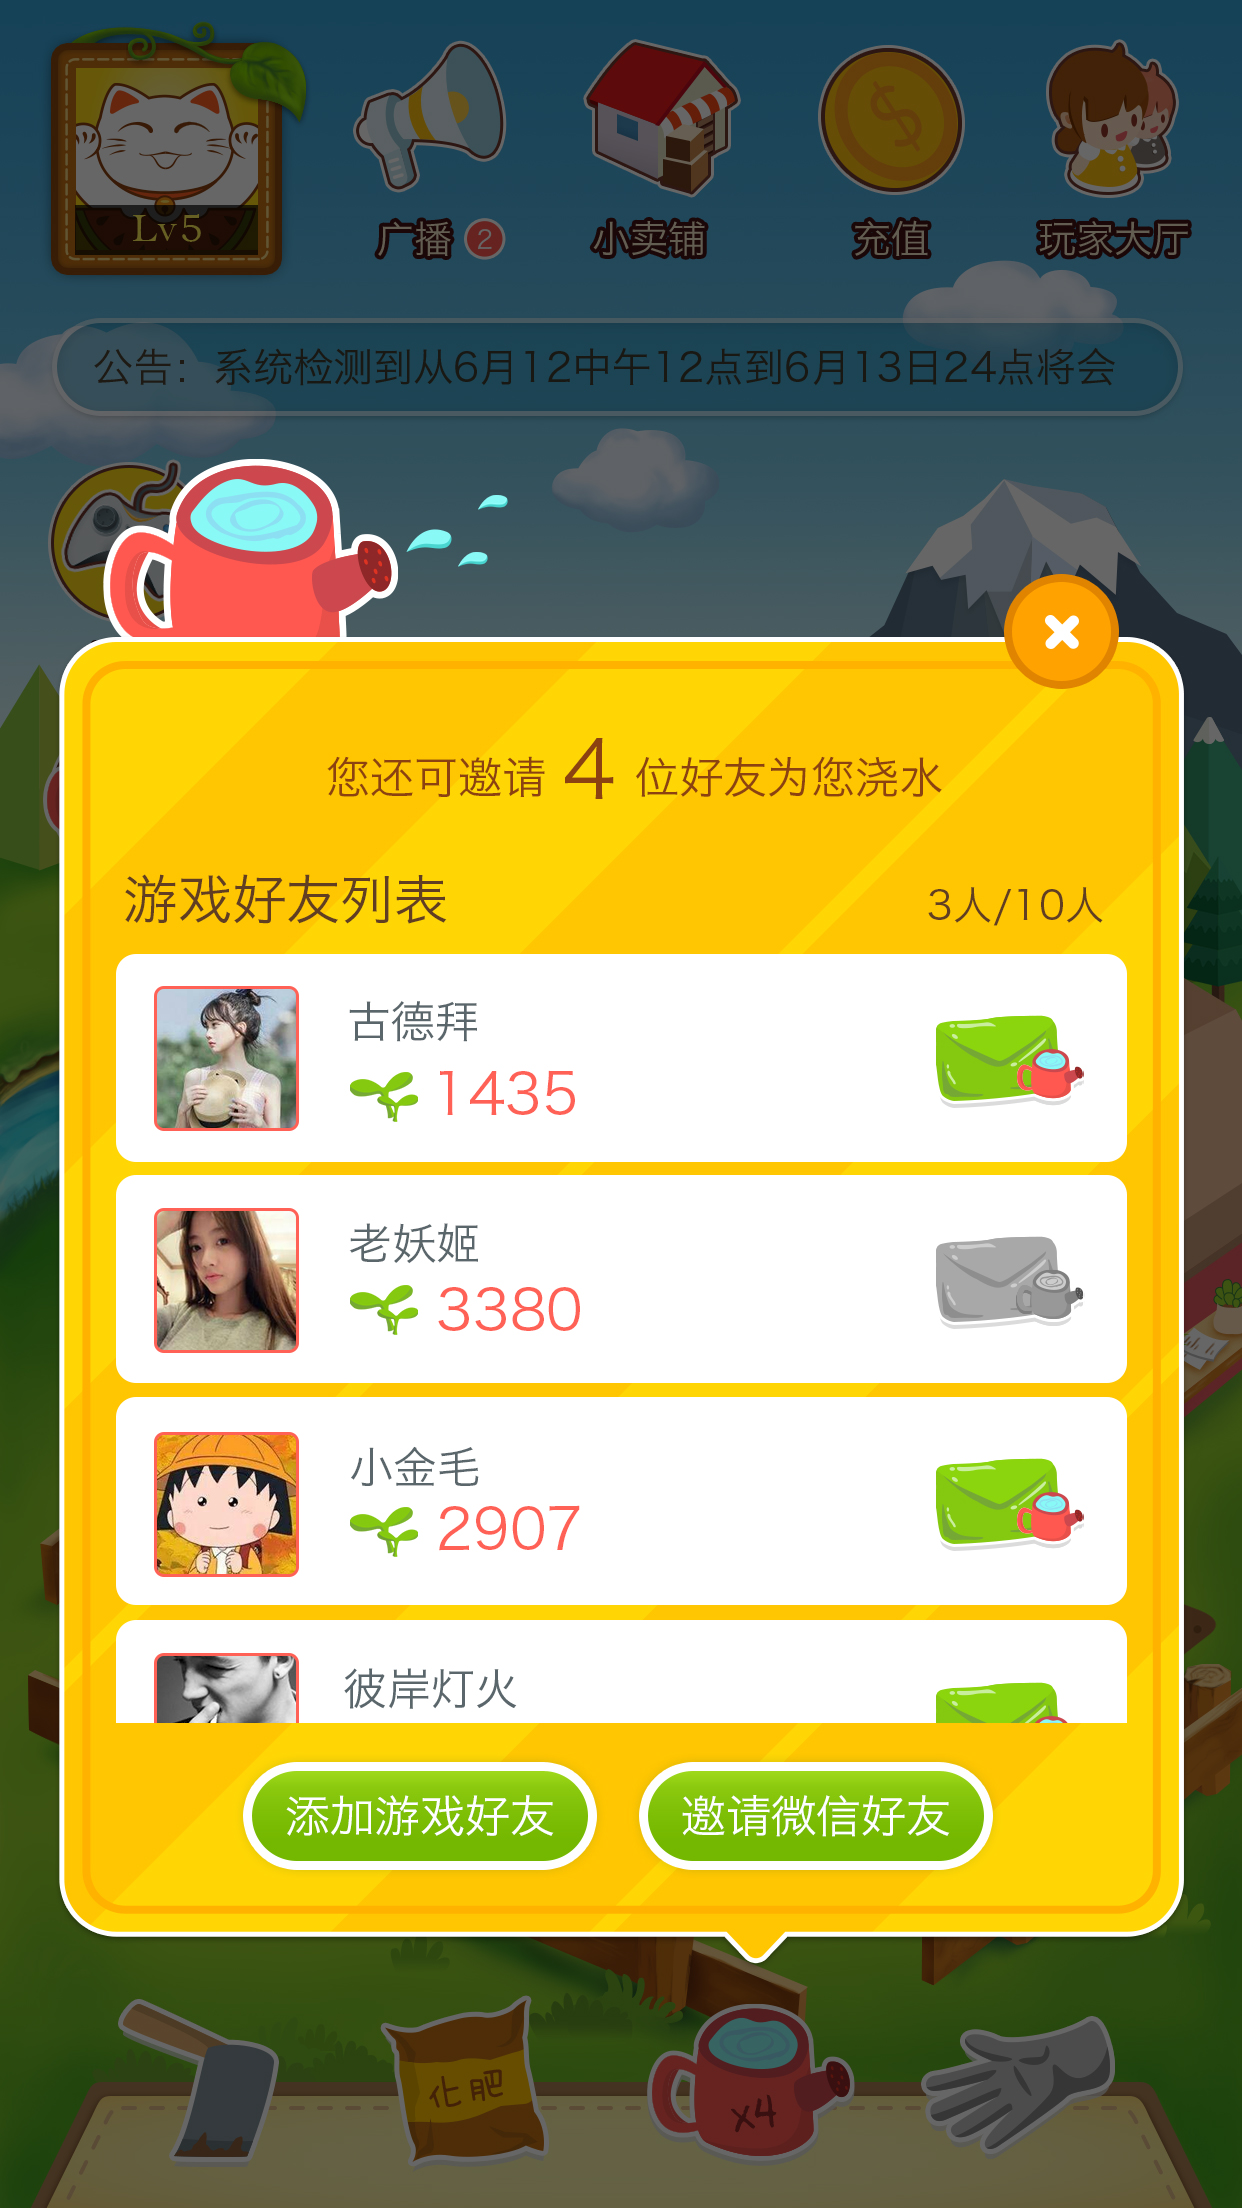 Lv5
广播 2
小卖铺
充值
玩家大厅
公告：系统检测到从6月12中午12点到6月13日24点将会
您还可邀请 4 位好友为您浇水
游戏好友列表
3人/10人
古德拜
1435
老妖姬
3380
小金毛
2907
彼岸灯火
添加游戏好友
邀请微信好友
化肥
x4